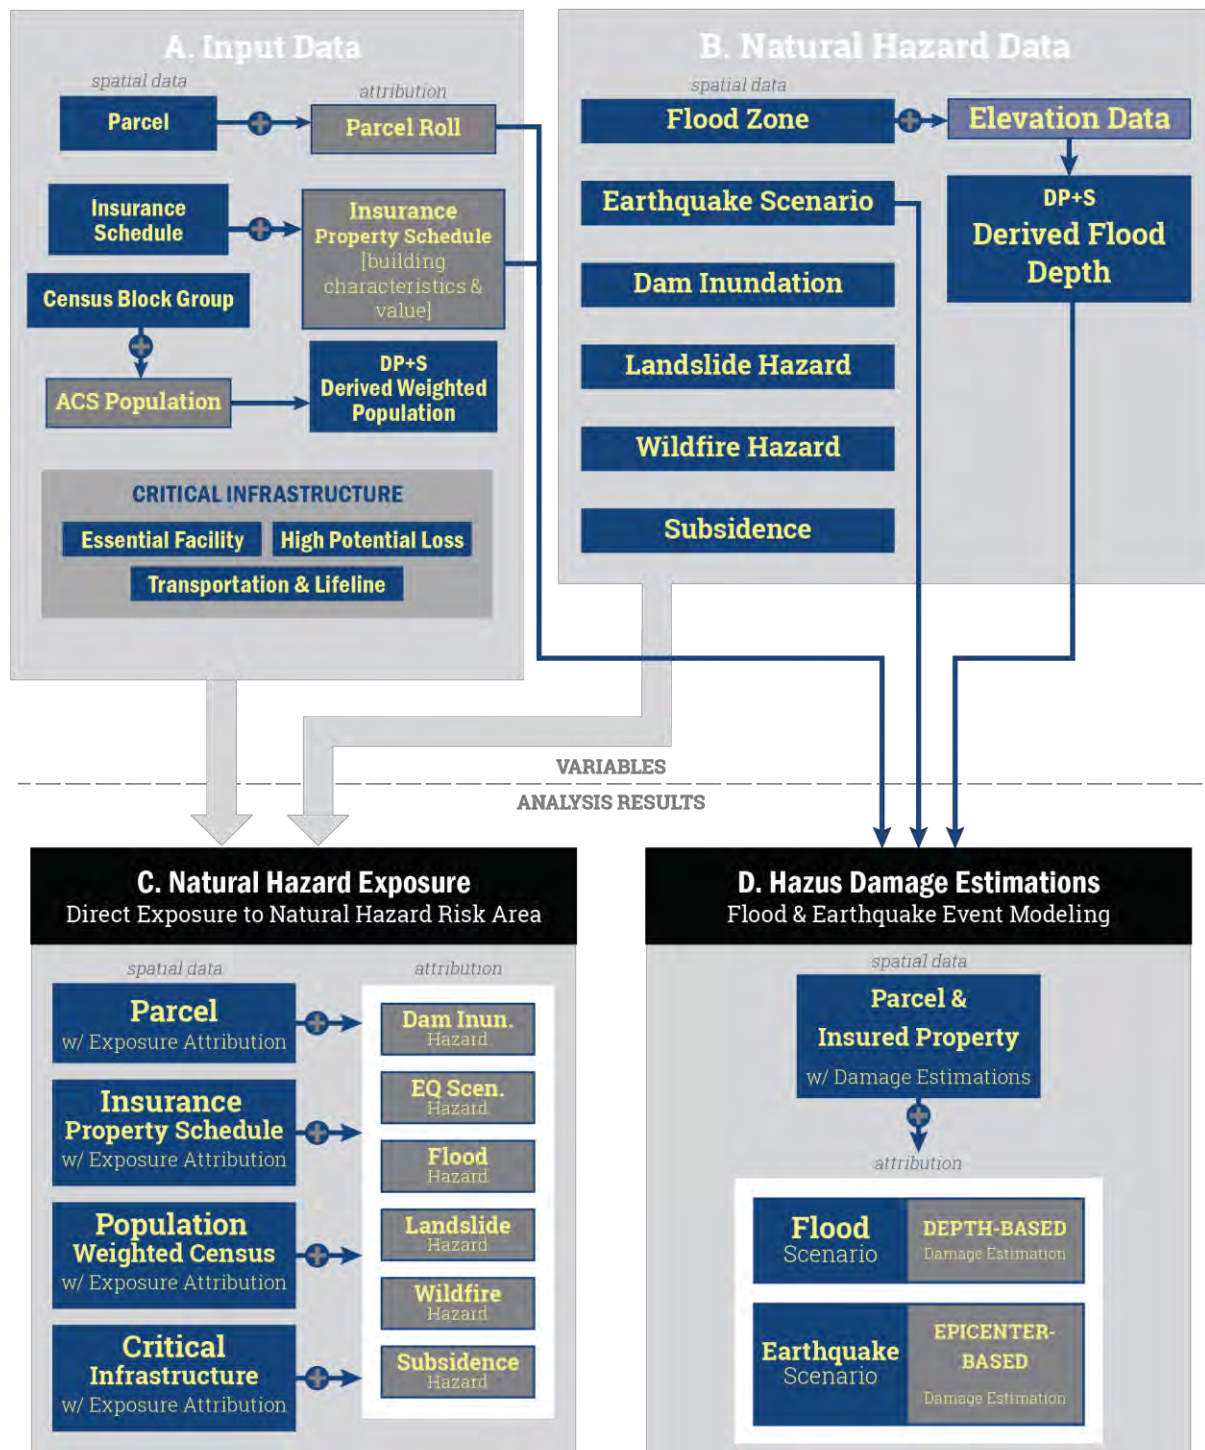 A. Input Data
spatial data
attribution
Parcel
Parcel Roll
Insurance
Schedule
Insurance
Property Schedule
[building
characteristics &
value]
Census Block Group
ACS Population
DP+S
Derived Weighted
Population
CRITICAL INFRASTRUCTURE
Essential Facility
High Potential Loss
Transportation & Lifeline
B. Natural Hazard Data
spatial data
Flood Zone
Elevation Data
Earthquake Scenario
DP+S
Derived Flood
Depth
Dam Inundation
Landslide Hazard
Wildfire Hazard
Subsidence
VARIABLES
ANALYSIS RESULTS
C. Natural Hazard Exposure
Direct Exposure to Natural Hazard Risk Area
spatial data
attribution
Parcel
w/ Exposure Attribution
Insurance
Property Schedule
w/ Exposure Attribution
Population
Weighted Census
w/ Exposure Attribution
Critical
Infrastructure
w/ Exposure Attribution
Dam Inun.
Hazard
EQ Scen.
Hazard
Flood
Hazard
Landslide
Hazard
Wildfire
Hazard
Subsidence
Hazard
D. Hazus Damage Estimations
Flood & Earthquake Event Modeling
spatial data
Parcel &
Insured Property
w/ Damage Estimations
attribution
Flood
Scenario
DEPTH-BASED
Damage Estimation
Earthquake
Scenario
EPICENTER-
BASED
Damage Estimation